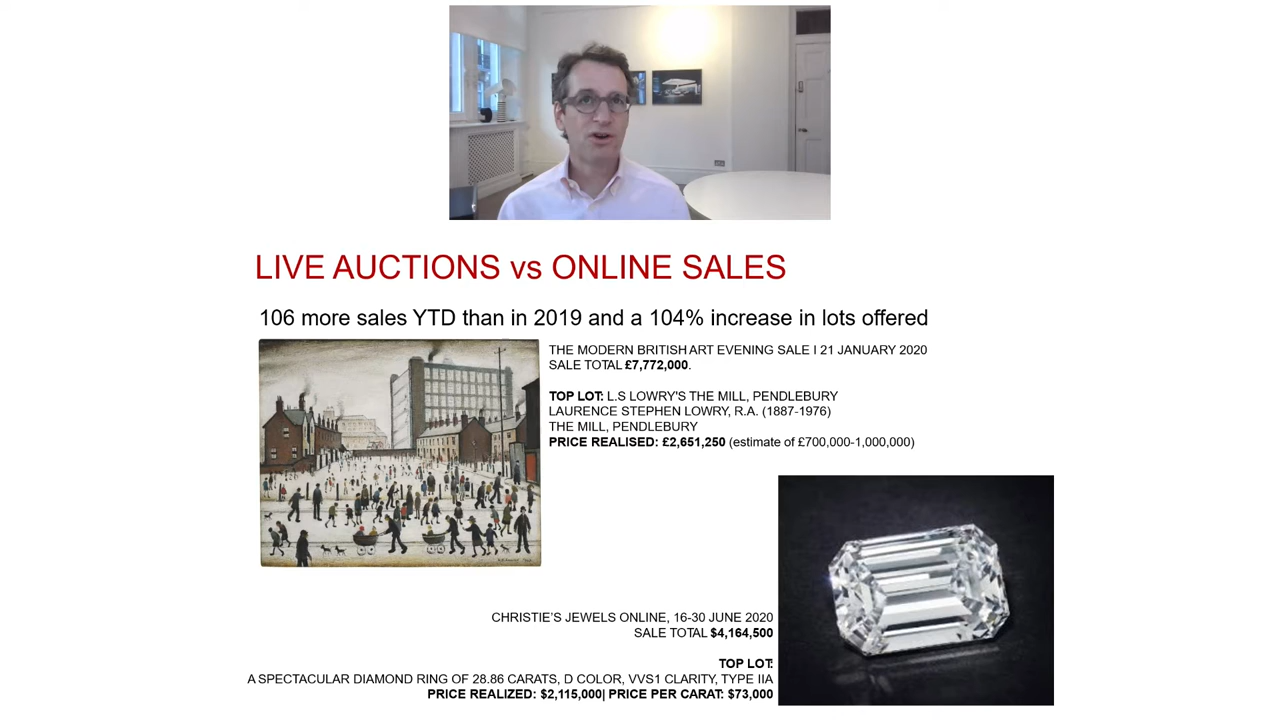 LIVE AUCTIONS vs ONLINE SALES
106 more sales YTD than in 2019 and a 104% increase in lots offered
THE MODERN BRITISH ART EVENING SALE I 21 JANUARY 2020
SALE TOTAL £7,772,000.
TOP LOT: L.S LOWRY'S THE MILL, PENDLEBURY
LAURENCE STEPHEN LOWRY, R.A. (1887-1976)
THE MILL, PENDLEBURY
PRICE REALISED: £2,651,250 (estimate of £700,000-1,000,000)
CHRISTIE'S JEWELS ONLINE, 16-30 JUNE 2020
SALE TOTAL $4,164,500
TOP LOT:
A SPECTACULAR DIAMOND RING OF 28.86 CARATS, D COLOR, VVS1 CLARITY, TYPE IIA
PRICE REALIZED: $2,115,000| PRICE PER CARAT: $73,000